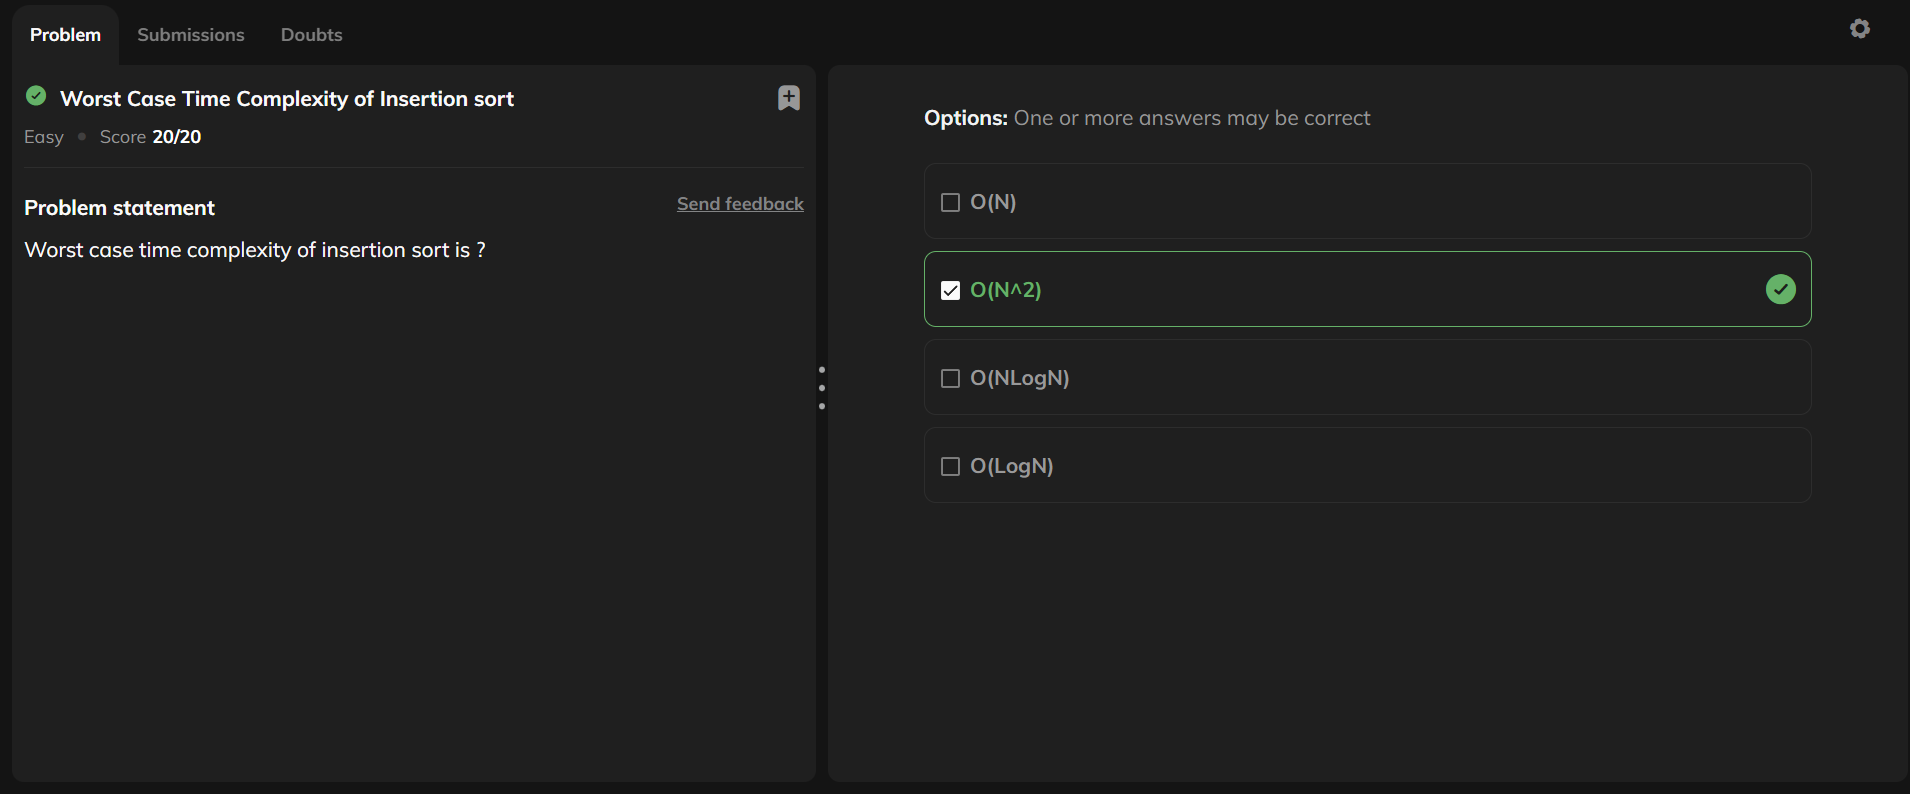 Problem Submissions Doubts
Worst Case Time Complexity of Insertion sort
Easy Score 20/20
Problem statement
Send feedback
Worst case time complexity of insertion sort is ?
Options: One or more answers may be correct
O(N)
O(N^2)
O(NLogN)
O(LogN)